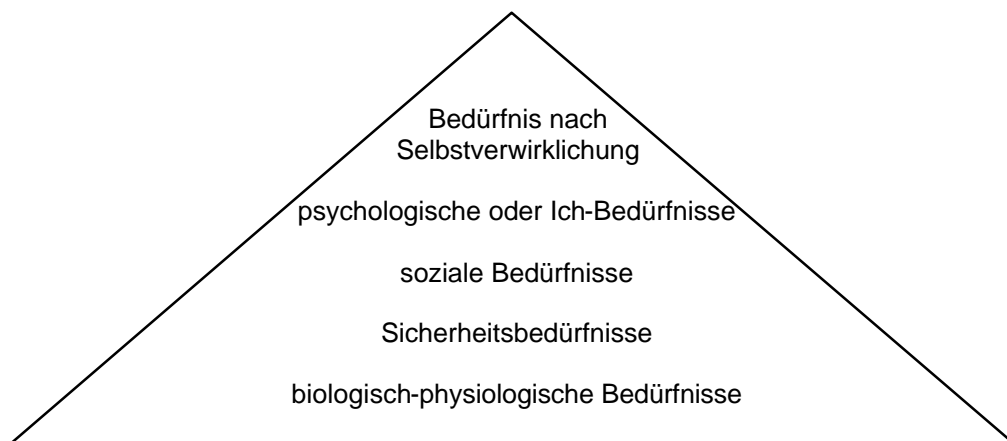 Bedürfnis nach
Selbstverwirklichung
psychologische oder Ich-Bedürfnisse
soziale Bedürfnisse
Sicherheitsbedürfnisse
biologisch-physiologische Bedürfnisse